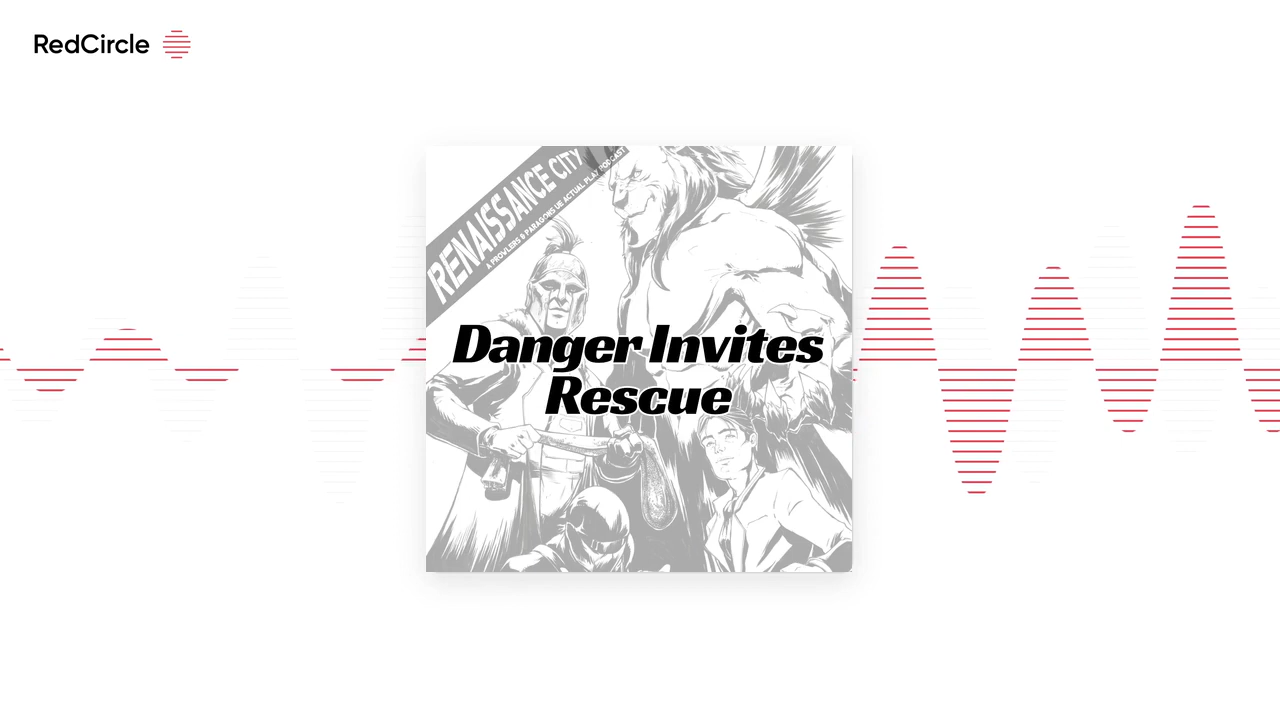 RedCircle
RENAISSANCE CITY
A PROWLERS & PARAGONS UE ACTUAL PLAY PODCAST
Danger Invites
Rescue